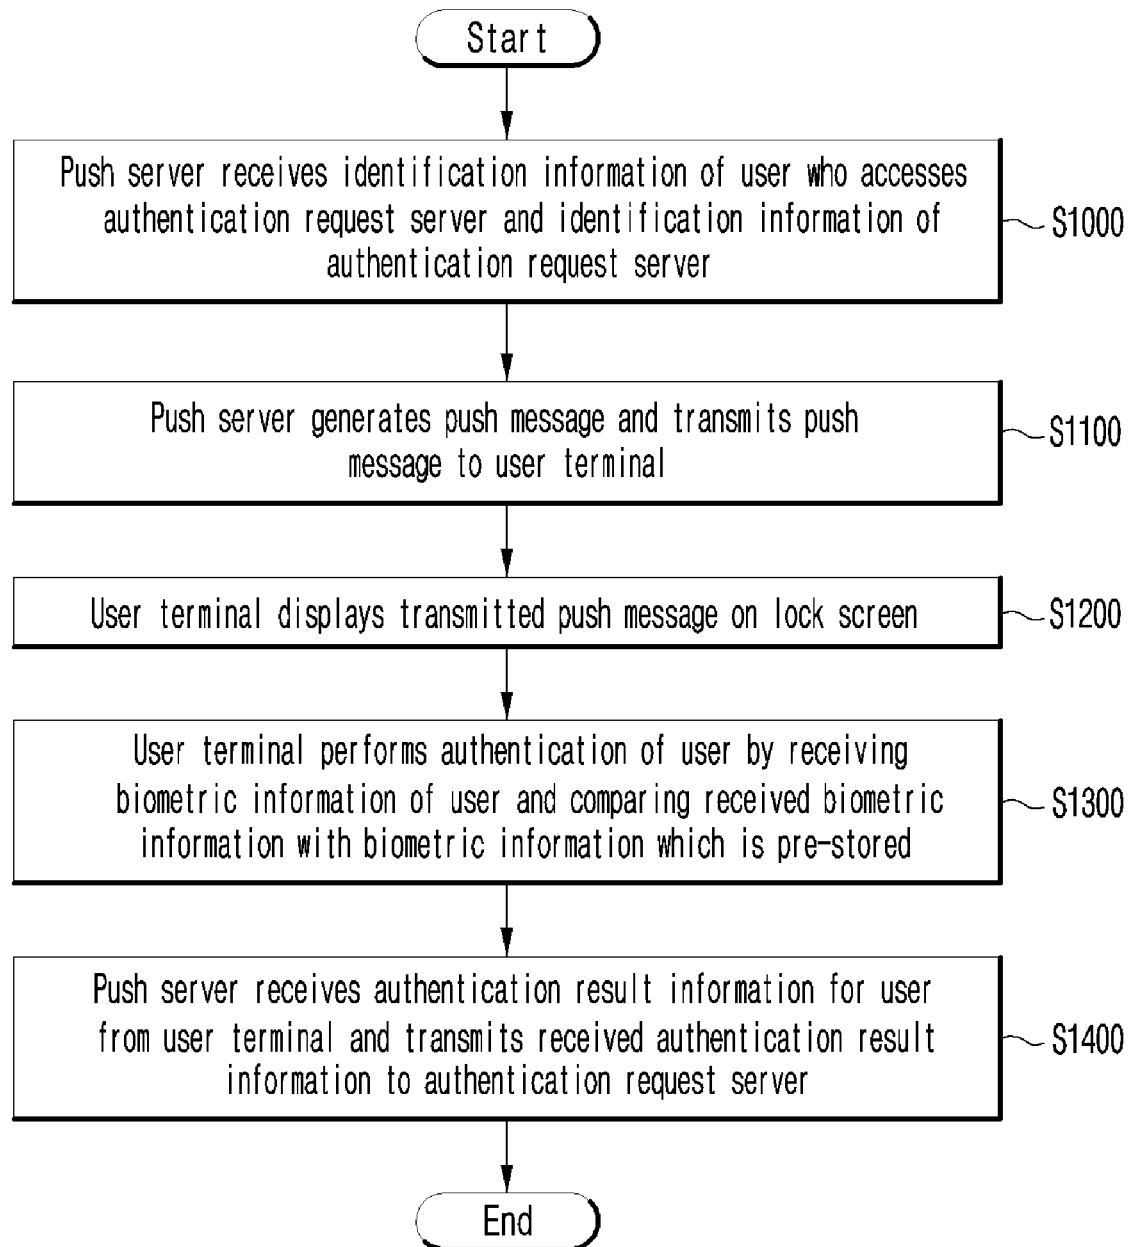 Start
Push server receives identification information of user who accesses
authentication request server and identification information of
authentication request server
S1000
Push server generates push message and transmits push
message to user terminal
S1100
User terminal displays transmitted push message on lock screen
S1200
User terminal performs authentication of user by receiving
biometric information of user and comparing received biometric
information with biometric information which is pre-stored
S1300
Push server receives authentication result information for user
from user terminal and transmits received authentication result
information to authentication request server
S1400
End